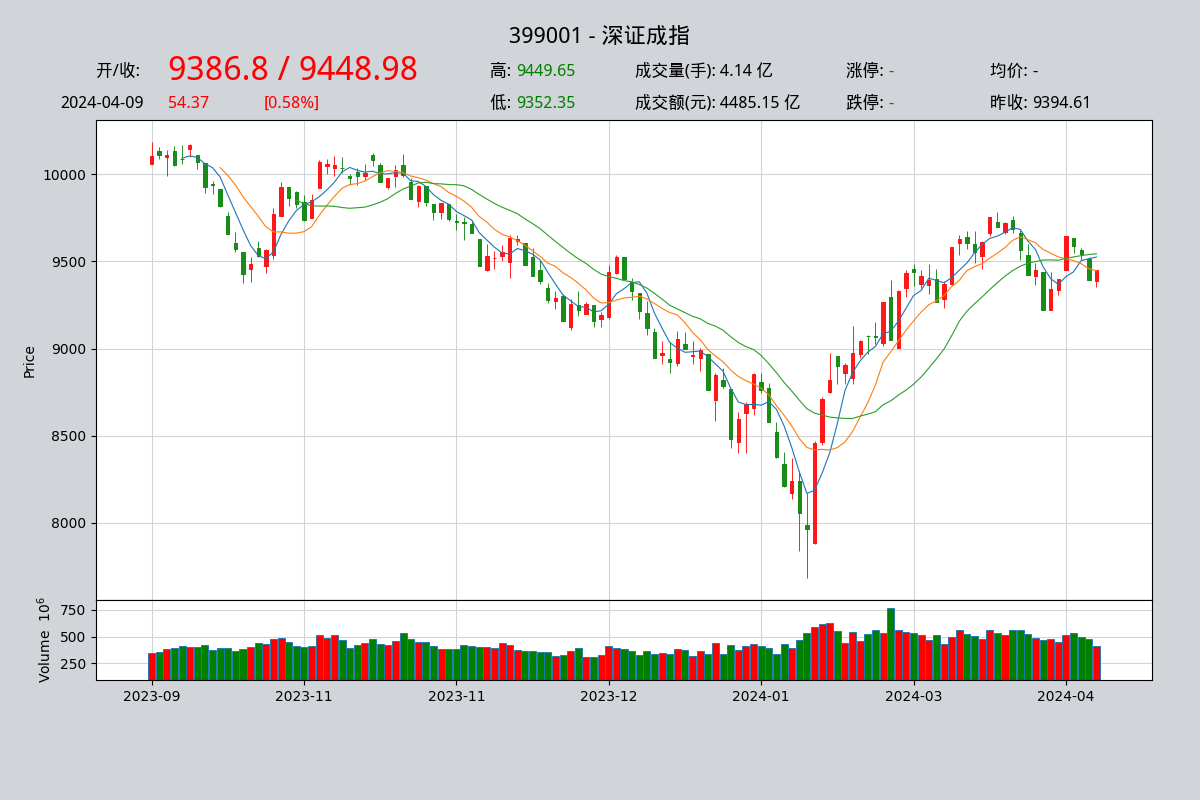 399001 - 深证成指
开/收: 9386.8 / 9448.98 高: 9449.65 成交量(手): 4.14 亿 涨停: - 均价: -
2024-04-09 54.37 [0.58%] 低: 9352.35 成交额(元): 4485.15 亿 跌停: - 昨收: 9394.61
10000
9500
9000
8500
8000
Price
750
500
250
Volume 10^6
2023-09 2023-11 2023-11 2023-12 2024-01 2024-03 2024-04